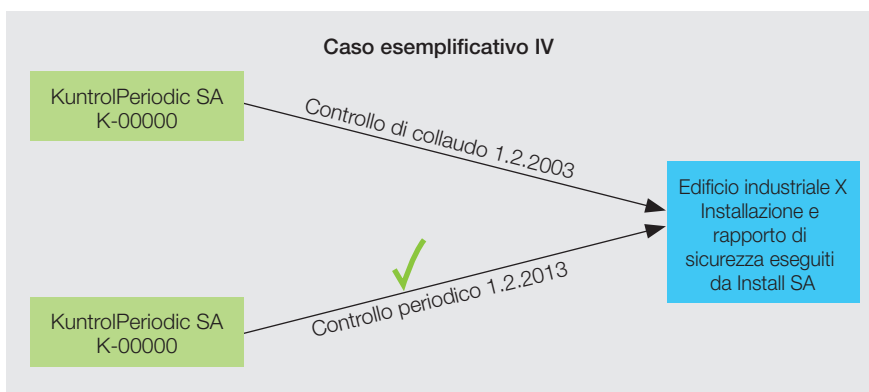 Caso esemplificativo IV
KuntrolPeriodic SA
K-00000
Controllo di collaudo 1.2.2003
Edificio industriale X
Installazione e
rapporto di
sicurezza eseguiti
da Install SA
Controllo periodico 1.2.2013
KuntrolPeriodic SA
K-00000